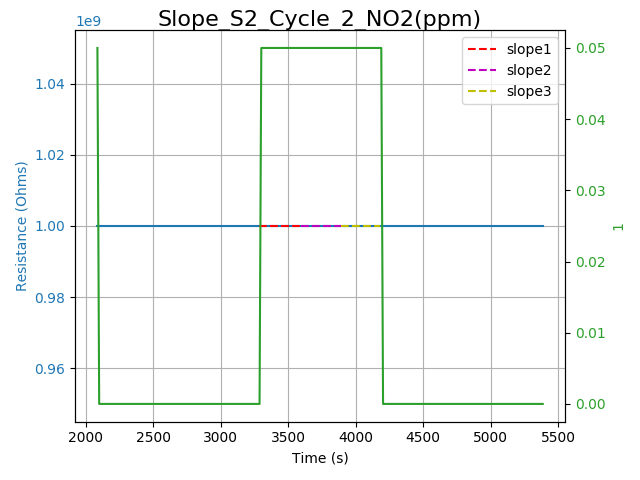 Slope_S2_Cycle_2_NO2(ppm)
1e9
slope1
slope2
slope3
1.04
1.02
1.00
0.98
0.96
Resistance (Ohms)
0.05
0.04
0.03
0.02
0.01
0.00
1
2000 2500 3000 3500 4000 4500 5000 5500
Time (s)